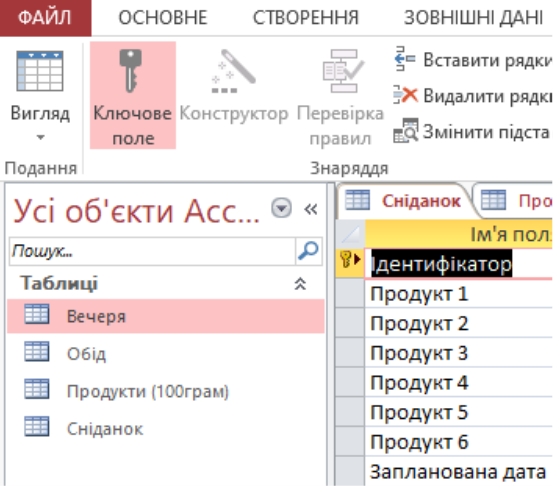 ФАЙЛ ОСНОВНЕ СТВОРЕННЯ ЗОВНІШНІ ДАНІ
Вигляд
Ключове поле
Конструктор
Перевірка правил
Вставити рядки
Видалити рядки
Змінити підста
Подання
Знаряддя
Усі об'єкти Acc...
Пошук...
Таблиці
Вечеря
Обід
Продукти (100грам)
Сніданок
Сніданок Про
Ім'я пол
Ідентифікатор
Продукт 1
Продукт 2
Продукт 3
Продукт 4
Продукт 5
Продукт 6
Запланована дата